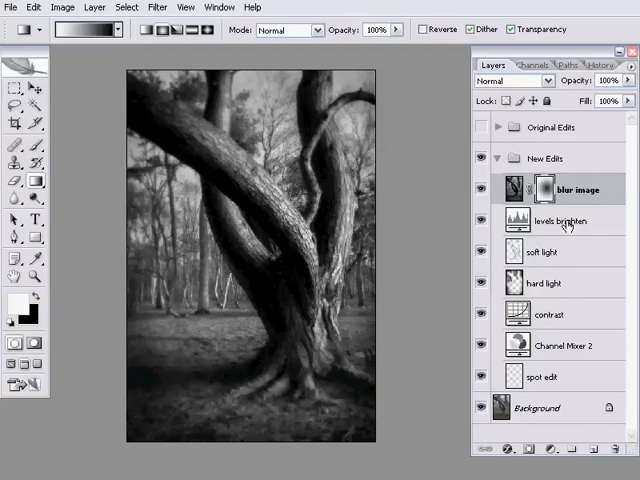 File Edit Image Layer Select Filter View Window Help
Mode: Normal Opacity: 100% Reverse Dither Transparency
Layers Channels Paths History
Normal Opacity: 100%
Lock: Fill: 100%
Original Edits
New Edits
blur image
levels brighten
soft light
hard light
contrast
Channel Mixer 2
spot edit
Background
T